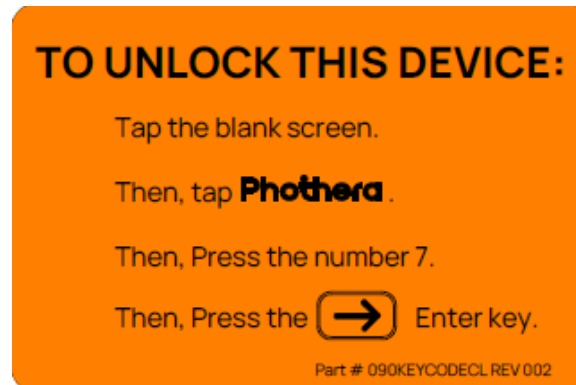 TO UNLOCK THIS DEVICE:
Tap the blank screen.
Then, tap Phothera .
Then, Press the number 7.
Then, Press the → Enter key.
Part # 090KEYCODECL REV 002